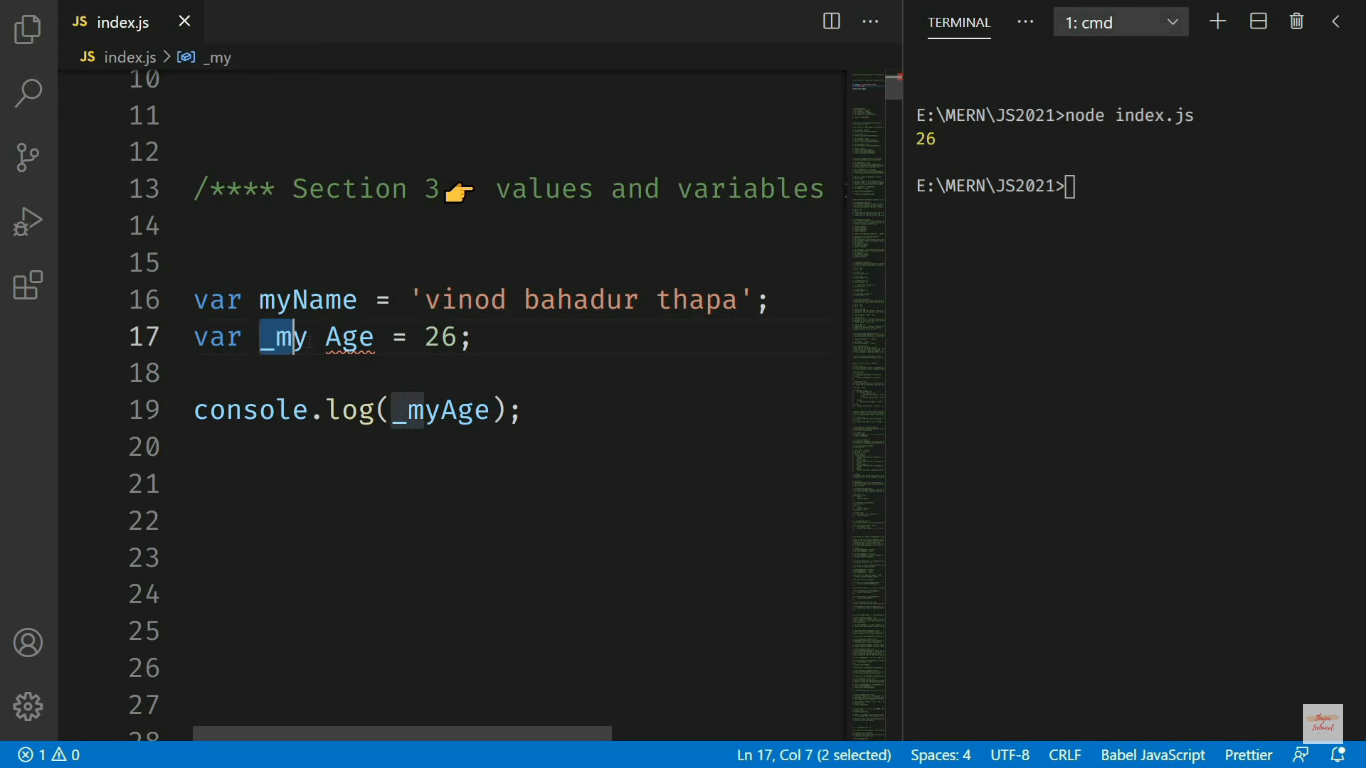 JS index.js
TERMINAL
1: cmd
JS index.js > _my
10
11
12
13 /**** Section 3👉 values and variables
14
15
16 var myName = 'vinod bahadur thapa';
17 var _my Age = 26;
18
19 console.log(_myAge);
20
21
22
23
24
25
26
27
28
E:\MERN\JS2021>node index.js
26
E:\MERN\JS2021>
Thapa
Technical
1 0
Ln 17, Col 7 (2 selected)
Spaces: 4
UTF-8
CRLF
Babel JavaScript
Prettier